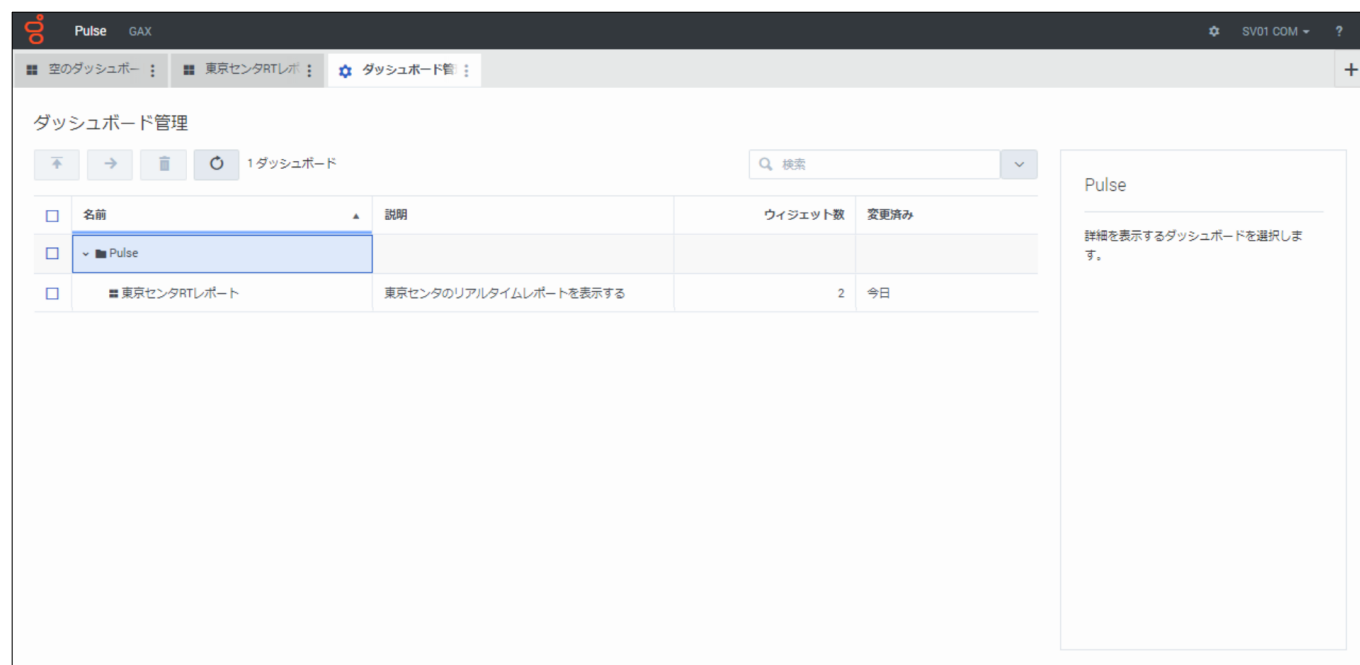 Pulse GAX SV01 COM ?
空のダッシュボー 東京センタRTレポ ダッシュボード管 +
ダッシュボード管理
1 ダッシュボード 検索
名前 説明 ウィジェット数 変更済み
Pulse
東京センタRTレポート 東京センタのリアルタイムレポートを表示する 2 今日
Pulse
詳細を表示するダッシュボードを選択しま
す。